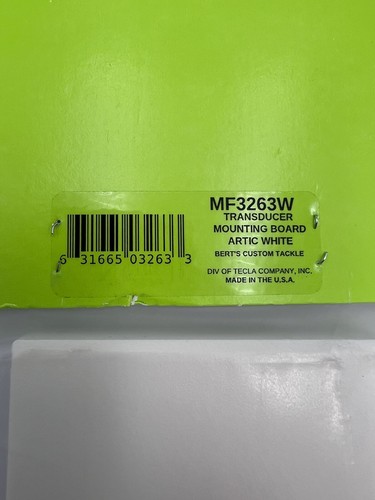 MF3263W
TRANSDUCER
MOUNTING BOARD
ARTIC WHITE
BERT'S CUSTOM TACKLE
DIV OF TECLA COMPANY, INC,
MADE IN THE U.S.A.
6 31665 03263 3